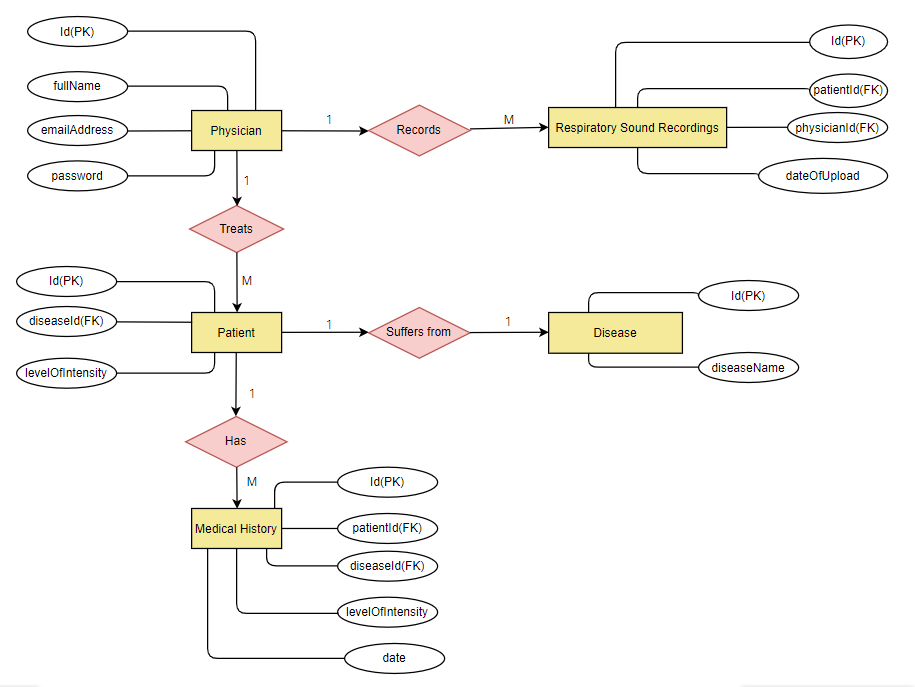 Id(PK)
fullName
emailAddress
password
Physician
1
Records
M
Respiratory Sound Recordings
Id(PK)
patientId(FK)
physicianId(FK)
dateOfUpload
1
Treats
M
Id(PK)
diseaseId(FK)
levelOfIntensity
Patient
1
Suffers from
1
Disease
Id(PK)
diseaseName
1
Has
M
Medical History
Id(PK)
patientId(FK)
diseaseId(FK)
levelOfIntensity
date